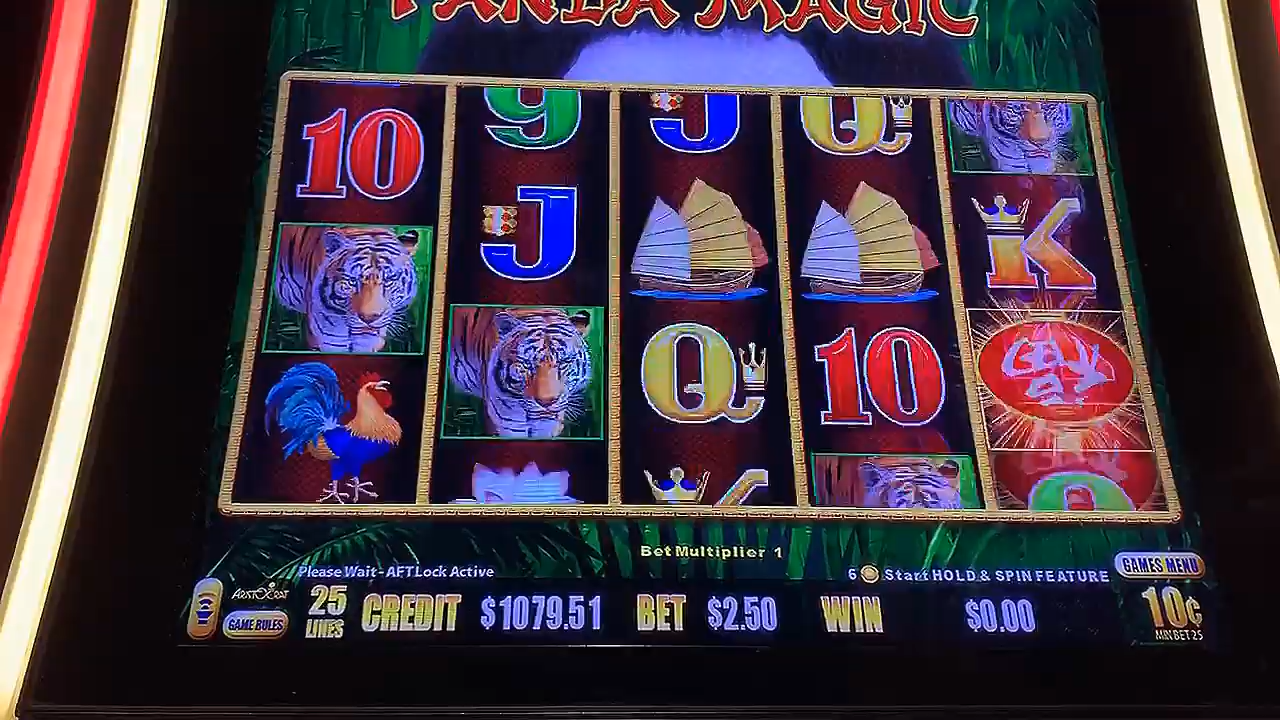 PANDA MAGIC
10 9 J Q
J K
Q 10 福
K 9
Bet Multiplier 1
Please Wait - AFT Lock Active
6 Start HOLD & SPIN FEATURE
GAMES MENU
ARISTOCRAT
GAME RULES
25 LINES
CREDIT $1079.51
BET $2.50
WIN $0.00
10¢
MIN BET 25